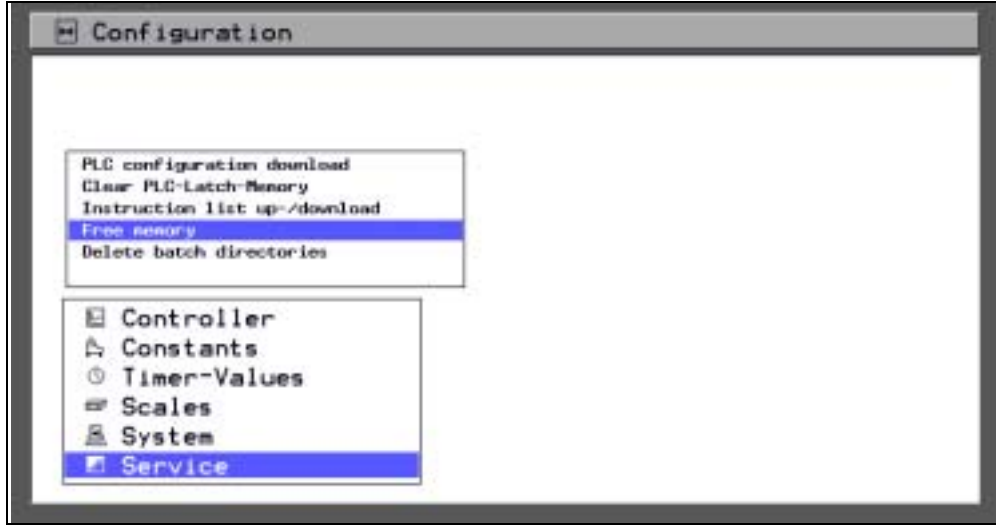 Configuration
PLC configuration download
Clear PLC-Latch-Memory
Instruction list up-/download
Free memory
Delete batch directories
Controller
Constants
Timer-Values
Scales
System
Service